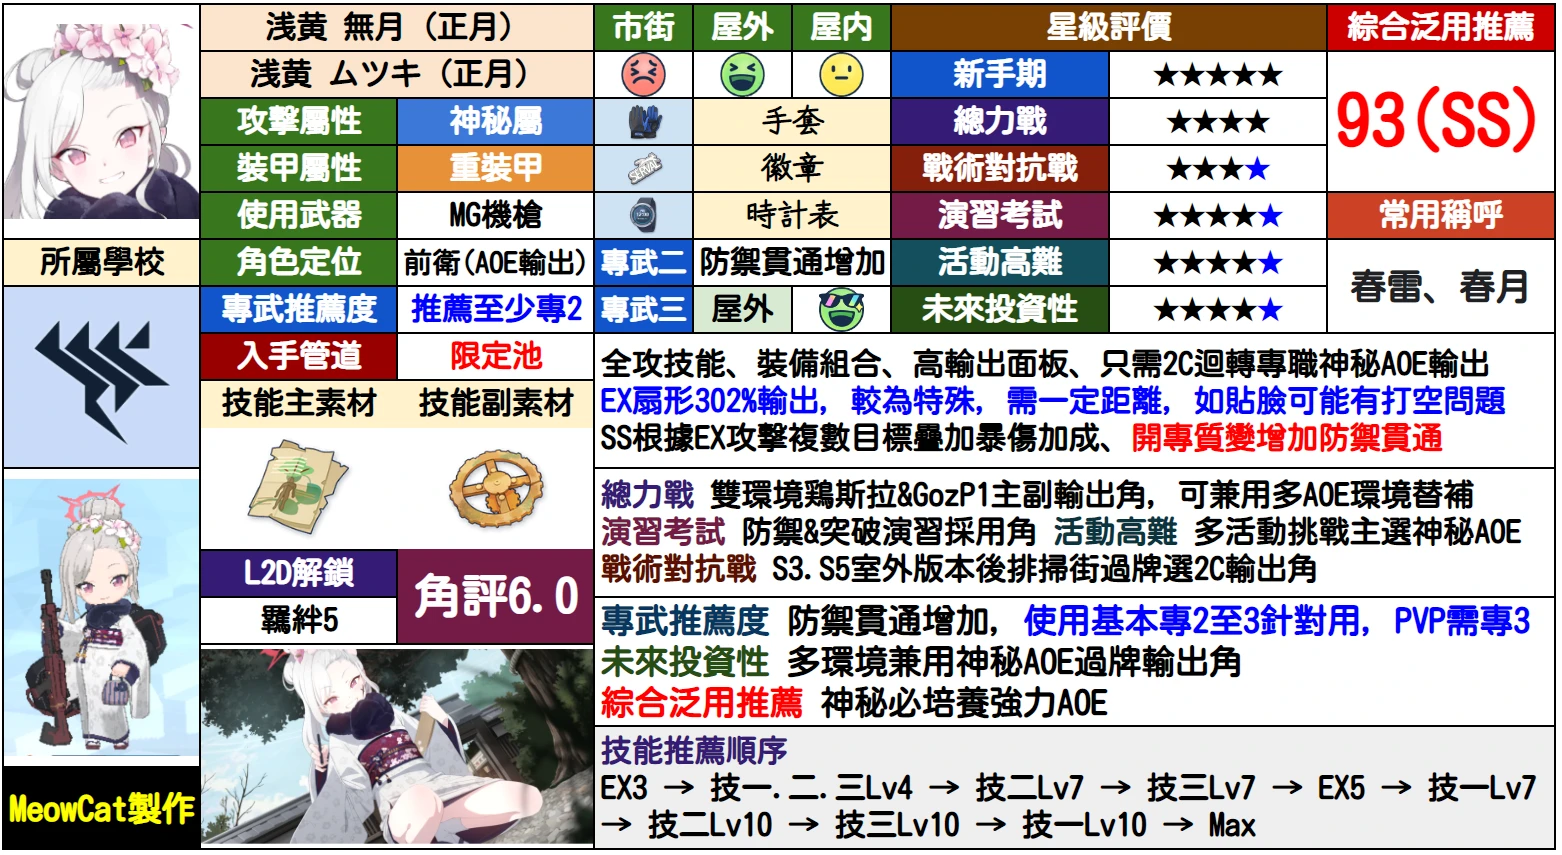 浅黄 無月（正月）
浅黄 ムツキ（正月）
攻擊屬性 神秘屬
裝甲屬性 重裝甲
使用武器 MG機槍
角色定位 前衛(AOE輸出)
專武推薦度 推薦至少專2
入手管道 限定池
技能主素材 技能副素材
所屬學校
L2D解鎖
羈絆5
角評6.0
MeowCat製作
市街 屋外 屋内
手套
SERVAL
徽章
時計表
專武二 防禦貫通增加
專武三 屋外
星級評價
新手期 ★★★★★
總力戰 ★★★★
戰術對抗戰 ★★★★
演習考試 ★★★★★
活動高難 ★★★★★
未來投資性 ★★★★★
綜合泛用推薦
93(SS)
常用稱呼
春雷、春月
全攻技能、裝備組合、高輸出面板、只需2C迴轉專職神秘AOE輸出
EX扇形302%輸出, 較為特殊, 需一定距離, 如貼臉可能有打空問題
SS根據EX攻擊複數目標疊加暴傷加成、開專質變增加防禦貫通
總力戰 雙環境鶏斯拉&GozP1主副輸出角, 可兼用多AOE環境替補
演習考試 防禦&突破演習採用角 活動高難 多活動挑戰主選神秘AOE
戰術對抗戰 S3.S5室外版本後排掃街過牌選2C輸出角
專武推薦度 防禦貫通增加, 使用基本專2至3針對用, PVP需專3
未來投資性 多環境兼用神秘AOE過牌輸出角
綜合泛用推薦 神秘必培養強力AOE
技能推薦順序
EX3 → 技一.二.三Lv4 → 技二Lv7 → 技三Lv7 → EX5 → 技一Lv7
→ 技二Lv10 → 技三Lv10 → 技一Lv10 → Max